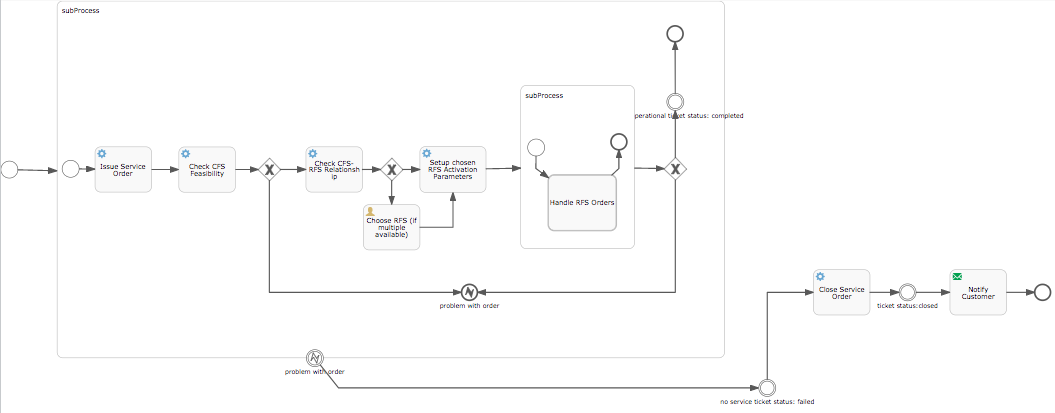 subProcess
subProcess
Issue Service
Order
Check CFS
Feasibility
Check CFS-
RFS Relationsh
ip
Setup chosen
RFS Activation
Parameters
Choose RFS (if
multiple
available)
Handle RFS Orders
perational ticket status: completed
problem with order
problem with order
no service ticket status: failed
Close Service
Order
ticket status:closed
Notify
Customer